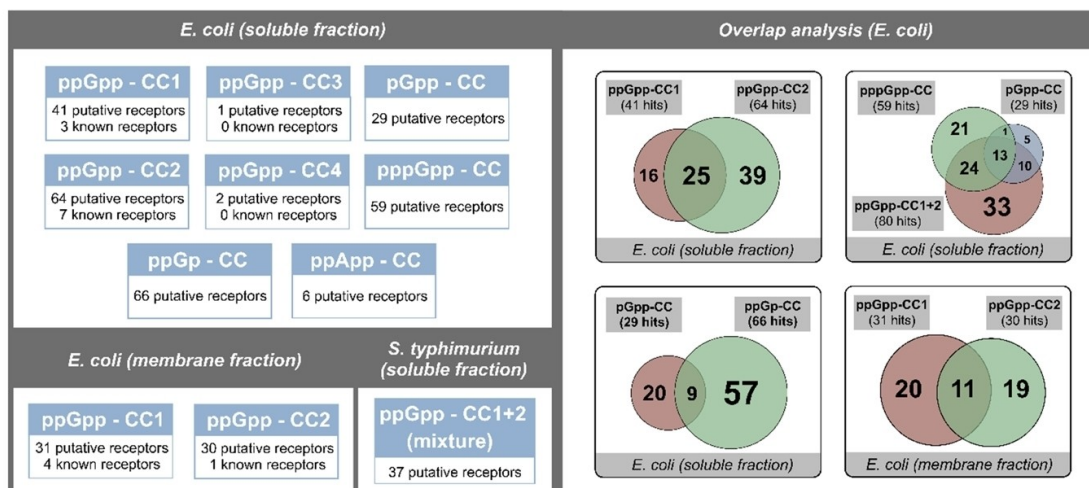 E. coli (soluble fraction)
ppGpp - CC1
41 putative receptors
3 known receptors
ppGpp - CC3
1 putative receptors
0 known receptors
pGpp - CC
29 putative receptors
ppGpp - CC2
64 putative receptors
7 known receptors
ppGpp - CC4
2 putative receptors
0 known receptors
pppGpp - CC
59 putative receptors
ppGp - CC
66 putative receptors
ppApp - CC
6 putative receptors
E. coli (membrane fraction)
ppGpp - CC1
31 putative receptors
4 known receptors
ppGpp - CC2
30 putative receptors
1 known receptors
S. typhimurium
(soluble fraction)
ppGpp - CC1+2
(mixture)
37 putative receptors
Overlap analysis (E. coli)
ppGpp-CC1
(41 hits)
ppGpp-CC2
(64 hits)
16
25
39
E. coli (soluble fraction)
pppGpp-CC
(59 hits)
pGpp-CC
(29 hits)
21
1
5
24
13
10
33
ppGpp-CC1+2
(80 hits)
E. coli (soluble fraction)
pGpp-CC
(29 hits)
ppGp-CC
(66 hits)
20
9
57
E. coli (soluble fraction)
ppGpp-CC1
(31 hits)
ppGpp-CC2
(30 hits)
20
11
19
E. coli (membrane fraction)